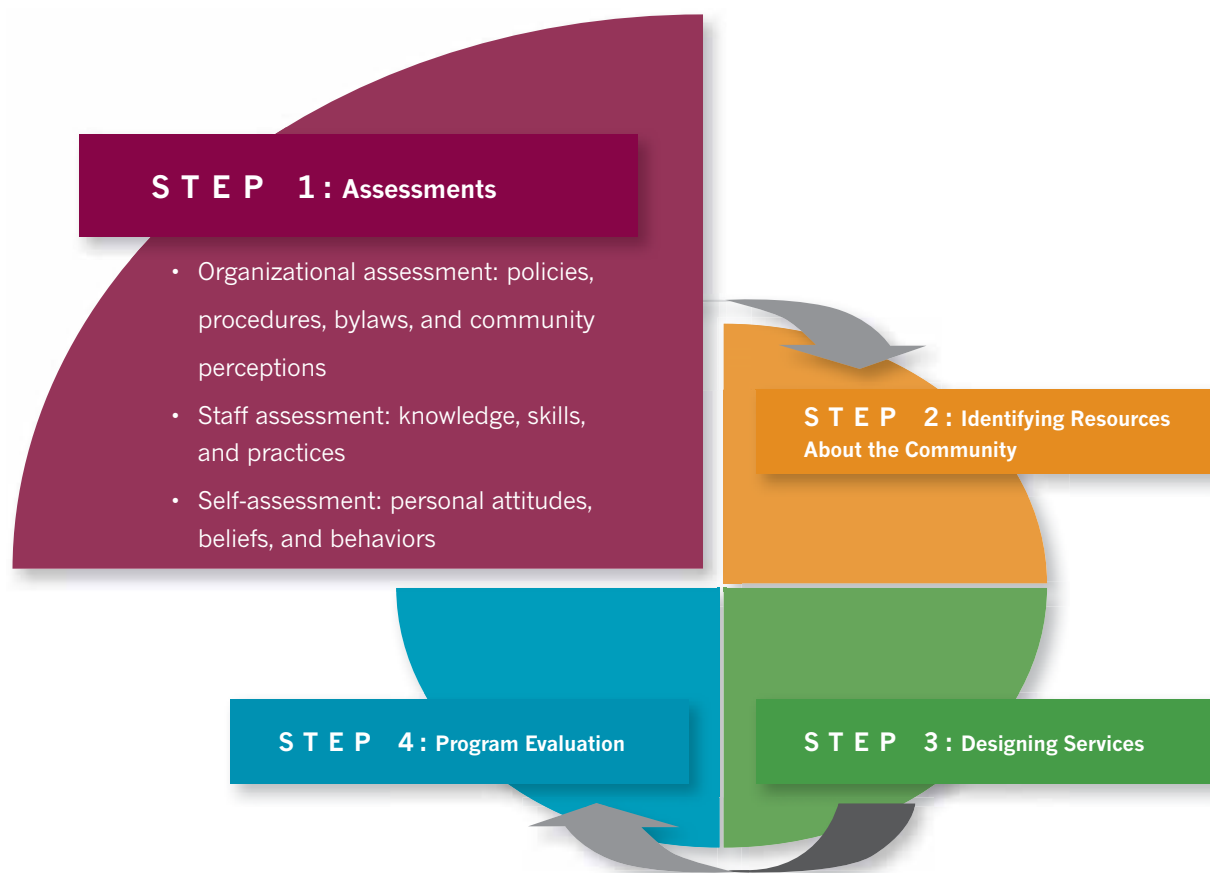 STEP 1: Assessments
• Organizational assessment: policies,
procedures, bylaws, and community
perceptions
• Staff assessment: knowledge, skills,
and practices
• Self-assessment: personal attitudes,
beliefs, and behaviors
STEP 2: Identifying Resources
About the Community
STEP 3: Designing Services
STEP 4: Program Evaluation